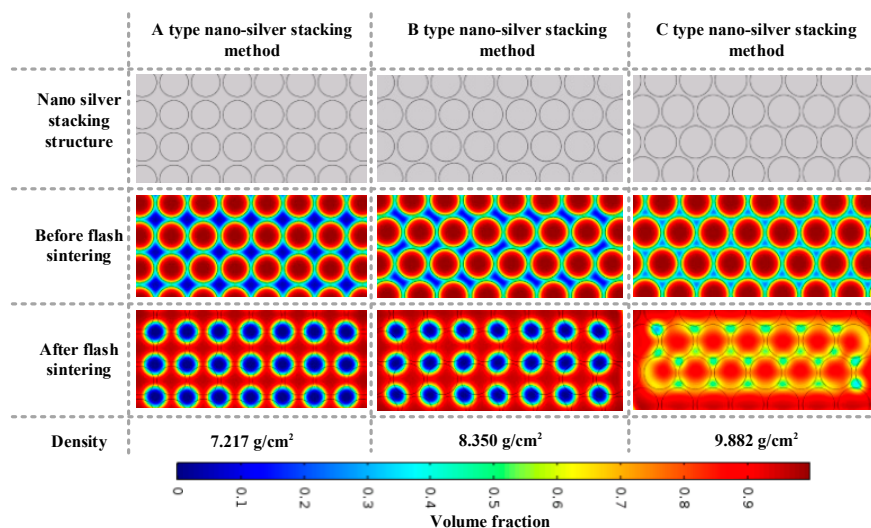 A type nano-silver stacking
method
B type nano-silver stacking
method
C type nano-silver stacking
method
Nano silver
stacking
structure
Before flash
sintering
After flash
sintering
Density
7.217 g/cm²
8.350 g/cm²
9.882 g/cm²
0
0.1
0.2
0.3
0.4
0.5
0.6
0.7
0.8
0.9
Volume fraction